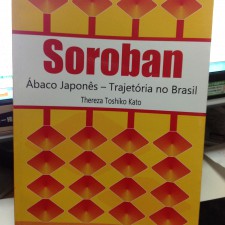 Soroban
Ábaco Japonês – Trajetória no Brasil
Thereza Toshiko Kato